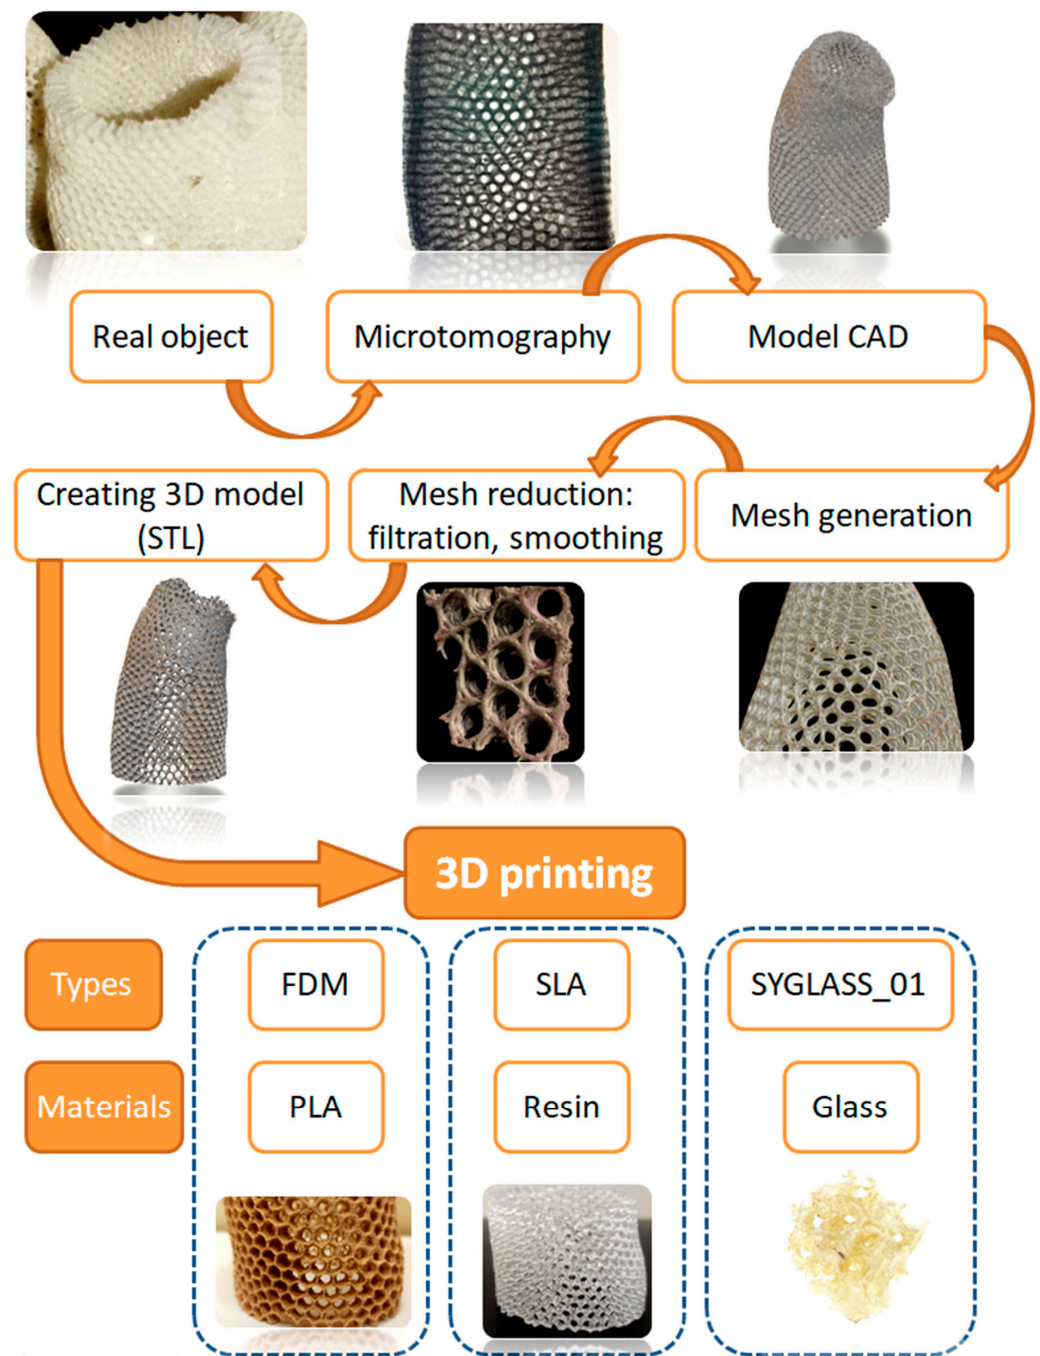 Real object
Microtomography
Model CAD
Creating 3D model
(STL)
Mesh reduction:
filtration, smoothing
Mesh generation
3D printing
Types
FDM
SLA
SYGLASS_01
Materials
PLA
Resin
Glass